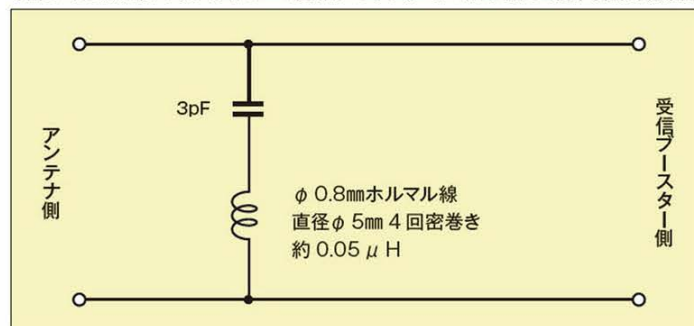 アンテナ側
3pF
φ 0.8㎜ホルマル線
直径φ 5㎜ 4回密巻き
約 0.05 μ H
受信ブースター側